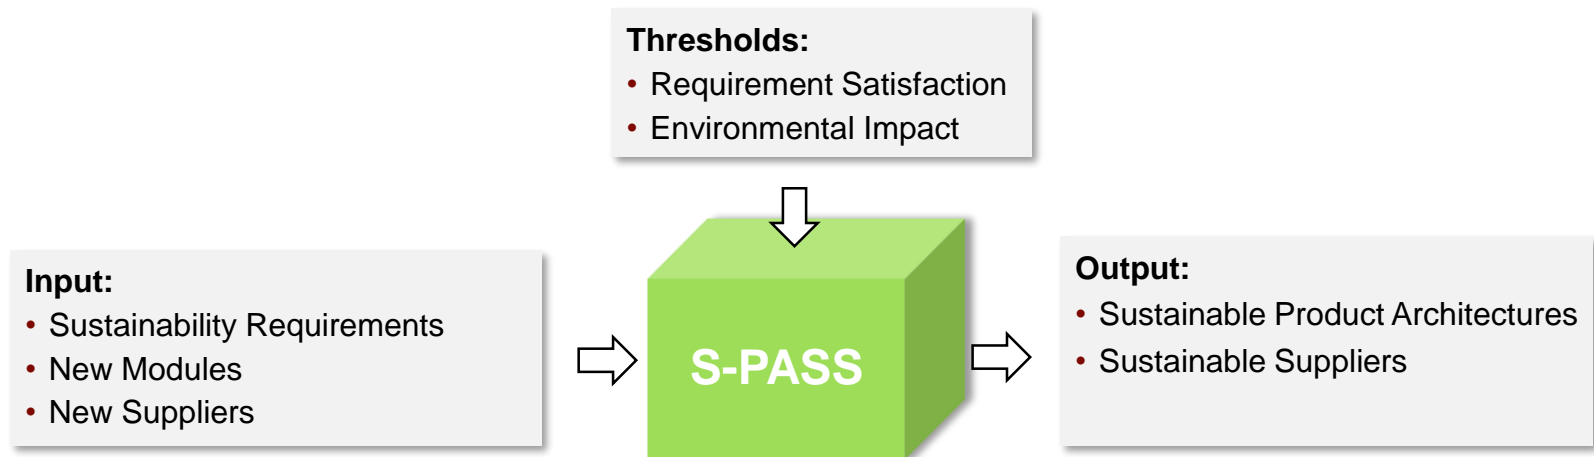 Thresholds:
• Requirement Satisfaction
• Environmental Impact
Input:
• Sustainability Requirements
• New Modules
• New Suppliers
S-PASS
Output:
• Sustainable Product Architectures
• Sustainable Suppliers